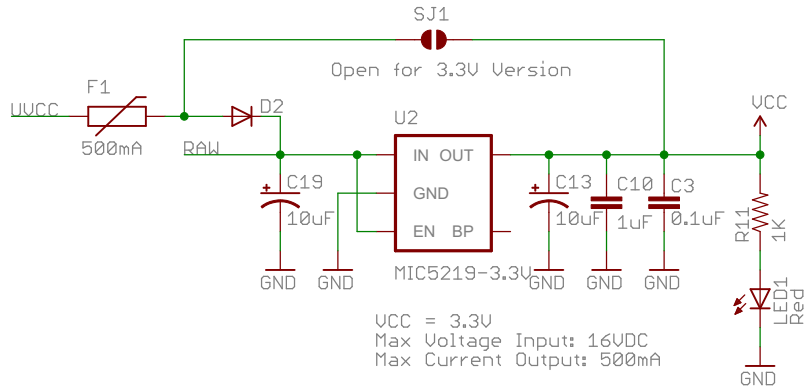 SJ1
Open for 3.3V Version
F1
UVCC
500mA
D2
RAW
U2
VCC
IN OUT
GND
EN BP
MIC5219-3.3V
C19
10uF
C13
10uF
C10
1uF
C3
0.1uF
R11
1K
GND
GND
GND
GND
GND
LED1
Red
GND
VCC = 3.3V
Max Voltage Input: 16VDC
Max Current Output: 500mA